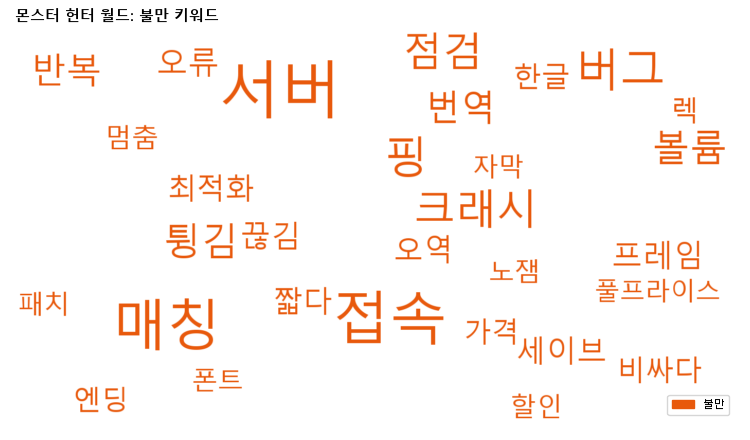 몬스터 헌터 월드: 불만 키워드
반복
오류
서버
점검
한글
버그
번역
렉
멈춤
핑
자막
볼륨
최적화
크래시
튕김
끊김
오역
프레임
노잼
풀프라이스
패치
매칭
짧다
접속
가격
세이브
비싸다
엔딩
폰트
할인
불만